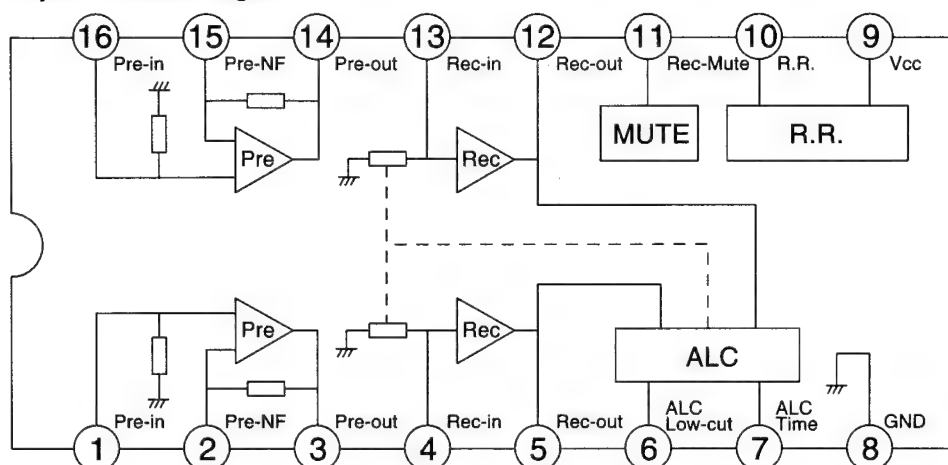 16 15 14 13 12 11 10 9
Pre-in Pre-NF Pre-out Rec-in Rec-out Rec-Mute R.R. Vcc
MUTE R.R.
Pre Rec
Pre Rec
ALC
Pre-in Pre-NF Pre-out Rec-in Rec-out ALC Low-cut ALC Time GND
1 2 3 4 5 6 7 8